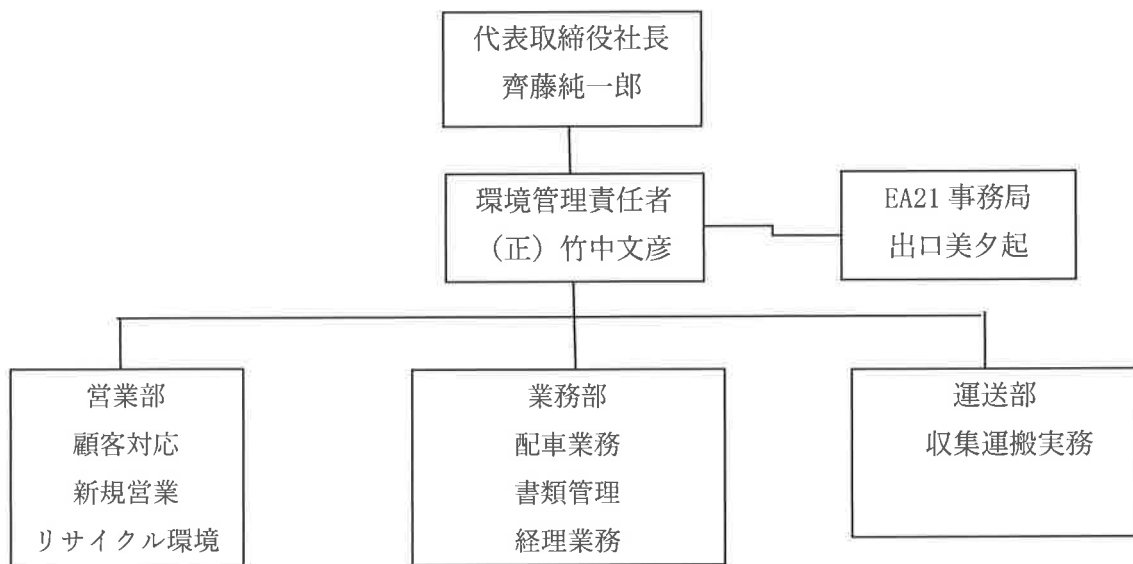 代表取締役社長
齊藤純一郎
環境管理責任者
（正）竹中文彦
EA21 事務局
出口美夕起
営業部
顧客対応
新規営業
リサイクル環境
業務部
配車業務
書類管理
経理業務
運送部
収集運搬実務